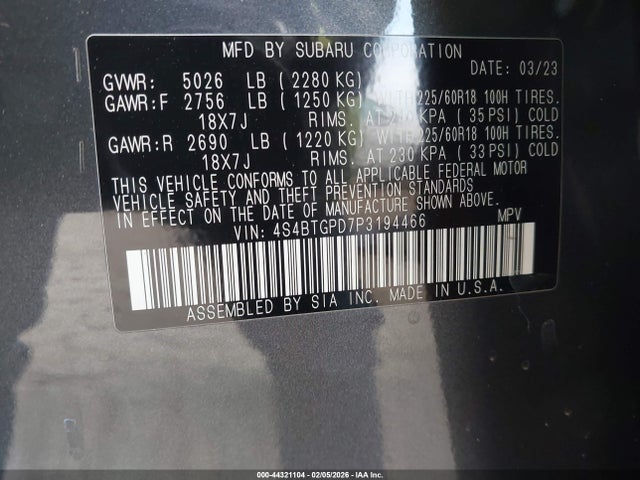 MFD BY SUBARU CORPORATION
DATE: 03/23
GVWR: 5026 LB ( 2280 KG)
GAWR:F 2756 LB ( 1250 KG) WITH 225/60R18 100H TIRES.
18X7J RIMS. AT 240 KPA ( 35 PSI) COLD
GAWR:R 2690 LB ( 1220 KG) WITH 225/60R18 100H TIRES.
18X7J RIMS. AT 230 KPA ( 33 PSI) COLD
THIS VEHICLE CONFORMS TO ALL APPLICABLE FEDERAL MOTOR
VEHICLE SAFETY AND THEFT PREVENTION STANDARDS
IN EFFECT ON THE DATE OF MANUFACTURE SHOWN ABOVE.
VIN: 4S4BTGPD7P3194466 MPV
ASSEMBLED BY SIA INC. MADE IN U.S.A.
000-44321104 - 02/05/2026 - IAA Inc.